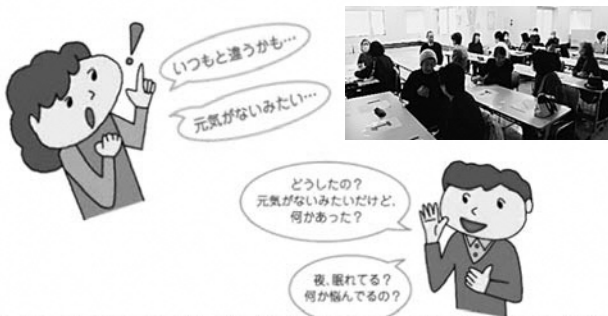 いつもと違うかも…
元気がないみたい…
どうしたの？
元気がないみたいだけど、
何かあった？
夜、眠れてる？
何か悩んでるの？